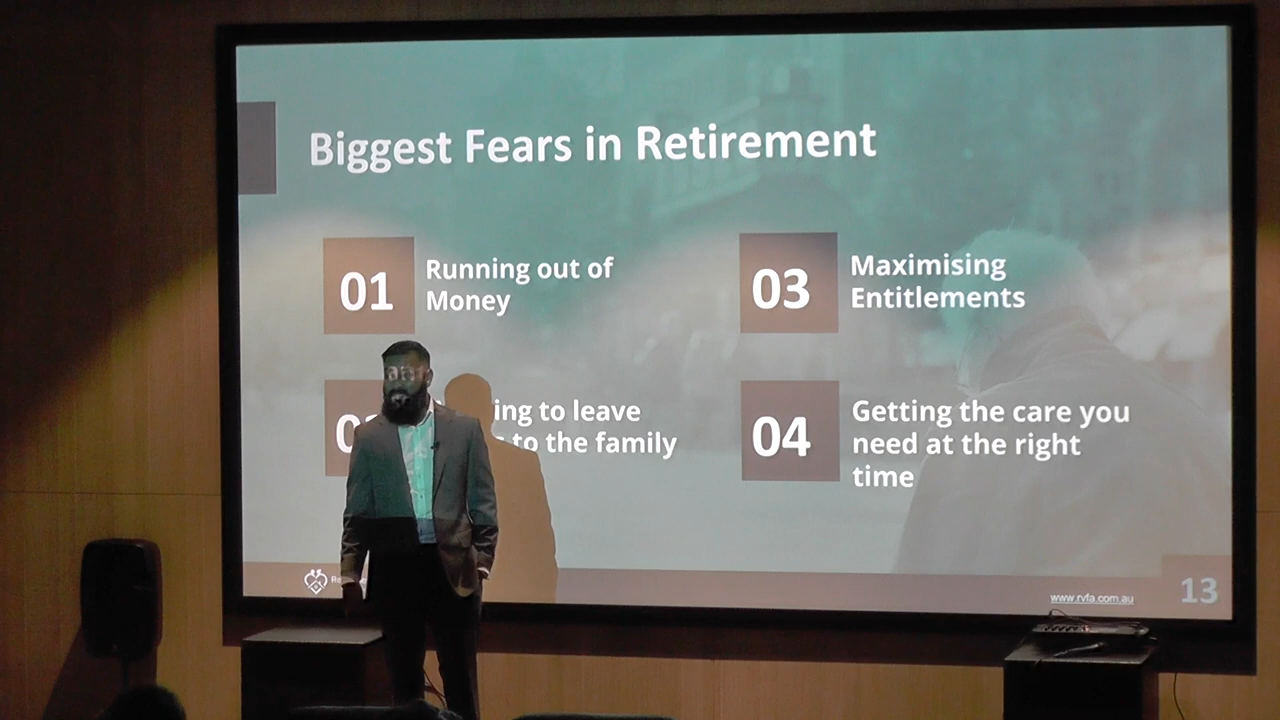 Biggest Fears in Retirement
01
Running out of
Money
03
Maximising
Entitlements
to leave
to the family
04
Getting the care you
need at the right
time
www.rvfa.com.au
13